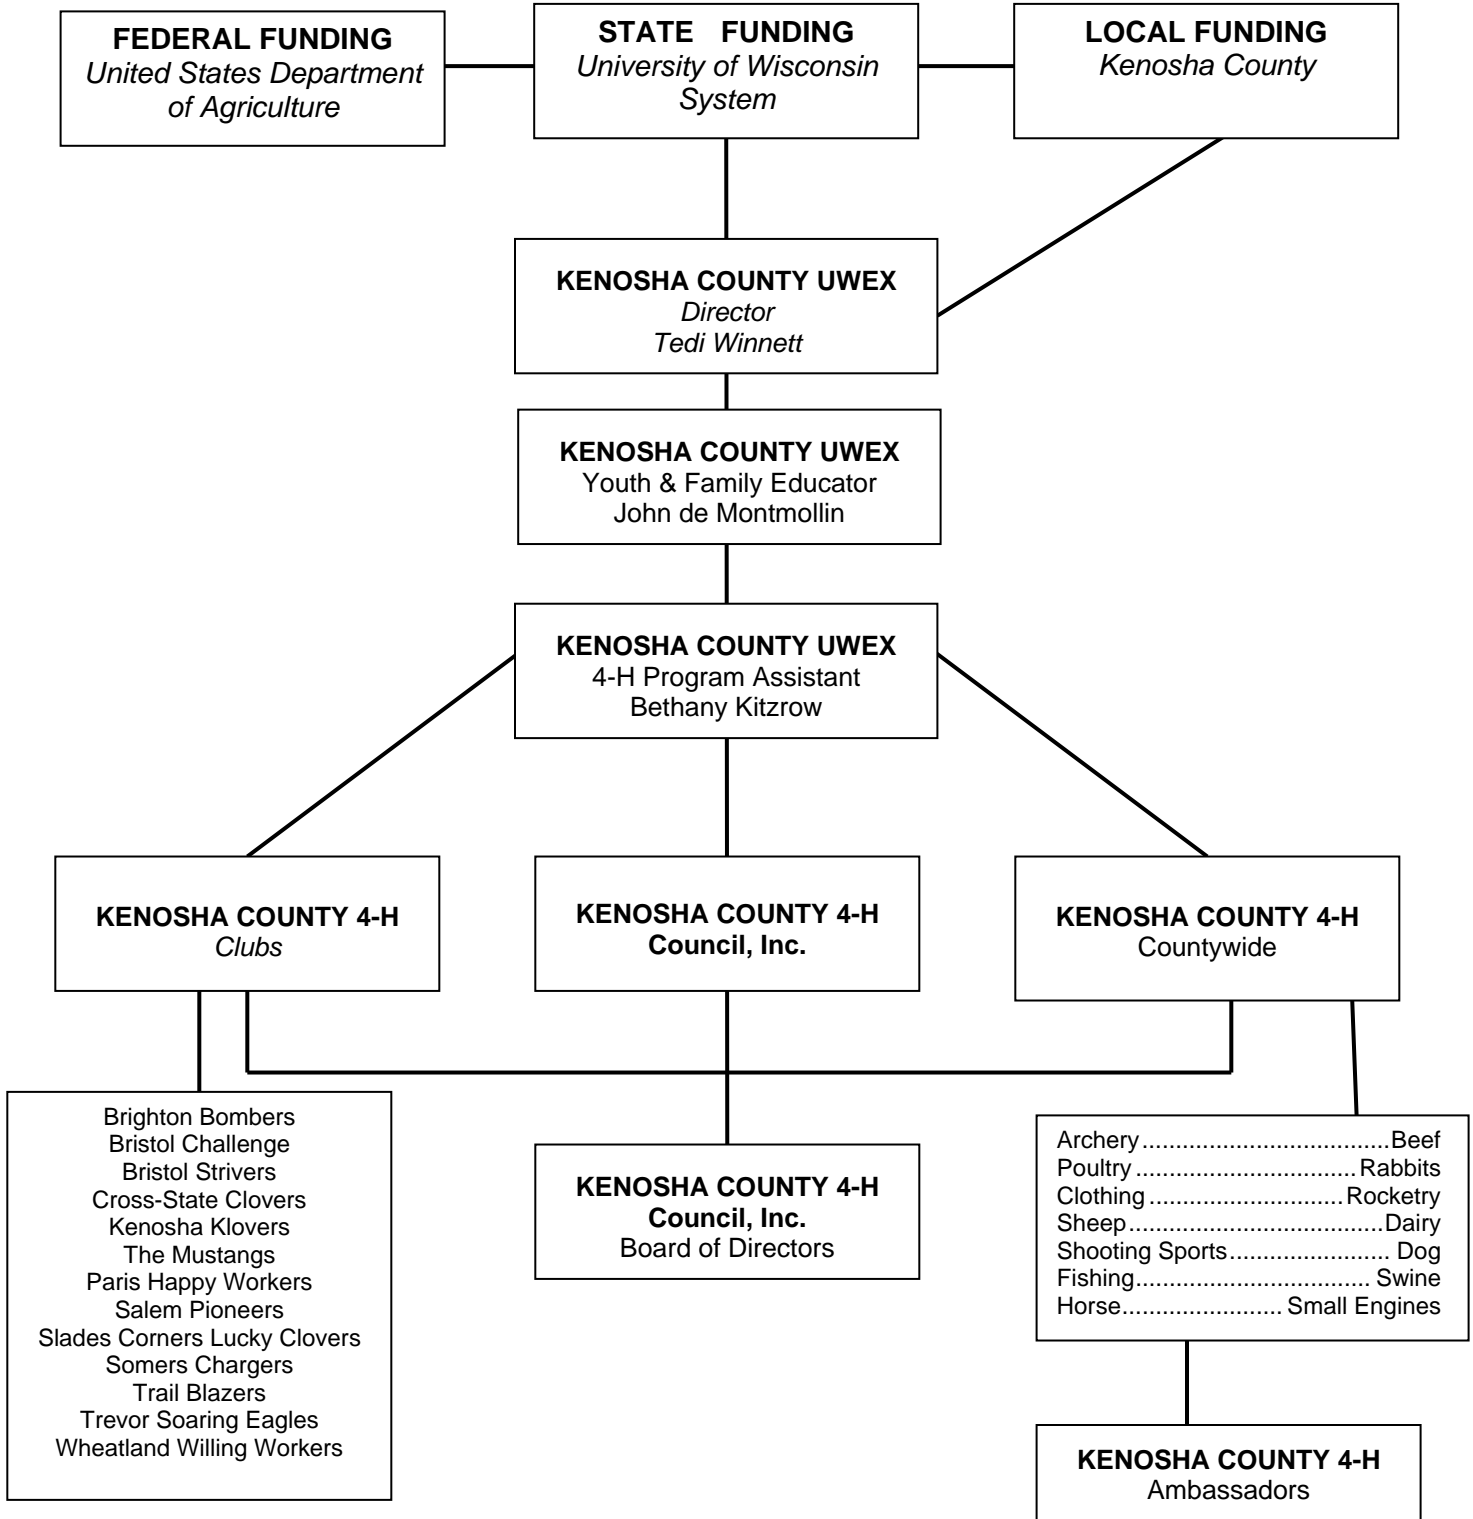 FEDERAL FUNDING
United States Department
of Agriculture
STATE FUNDING
University of Wisconsin
System
LOCAL FUNDING
Kenosha County
KENOSHA COUNTY UWEX
Director
Tedi Winnett
KENOSHA COUNTY UWEX
Youth & Family Educator
John de Montmollin
KENOSHA COUNTY UWEX
4-H Program Assistant
Bethany Kitzrow
KENOSHA COUNTY 4-H
Clubs
KENOSHA COUNTY 4-H
Council, Inc.
KENOSHA COUNTY 4-H
Countywide
Brighton Bombers
Bristol Challenge
Bristol Strivers
Cross-State Clovers
Kenosha Klovers
The Mustangs
Paris Happy Workers
Salem Pioneers
Slades Corners Lucky Clovers
Somers Chargers
Trail Blazers
Trevor Soaring Eagles
Wheatland Willing Workers
KENOSHA COUNTY 4-H
Council, Inc.
Board of Directors
Archery.....................................Beef
Poultry.................................Rabbits
Clothing.............................Rocketry
Sheep......................................Dairy
Shooting Sports........................ Dog
Fishing................................... Swine
Horse........................ Small Engines
KENOSHA COUNTY 4-H
Ambassadors